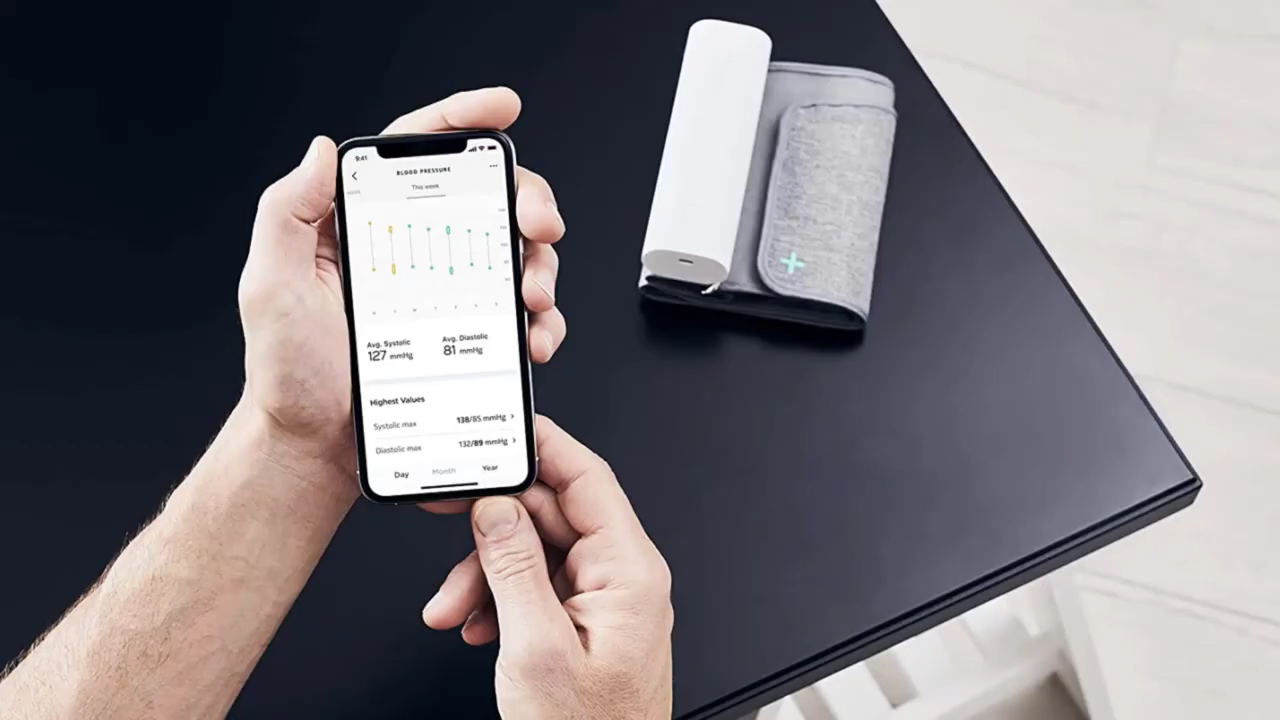 9:41
BLOOD PRESSURE
This week
Avg. Systolic
127 mmHg
Avg. Diastolic
81 mmHg
Highest Values
Systolic max 138/85 mmHg
Diastolic max 132/89 mmHg
Day Month Year